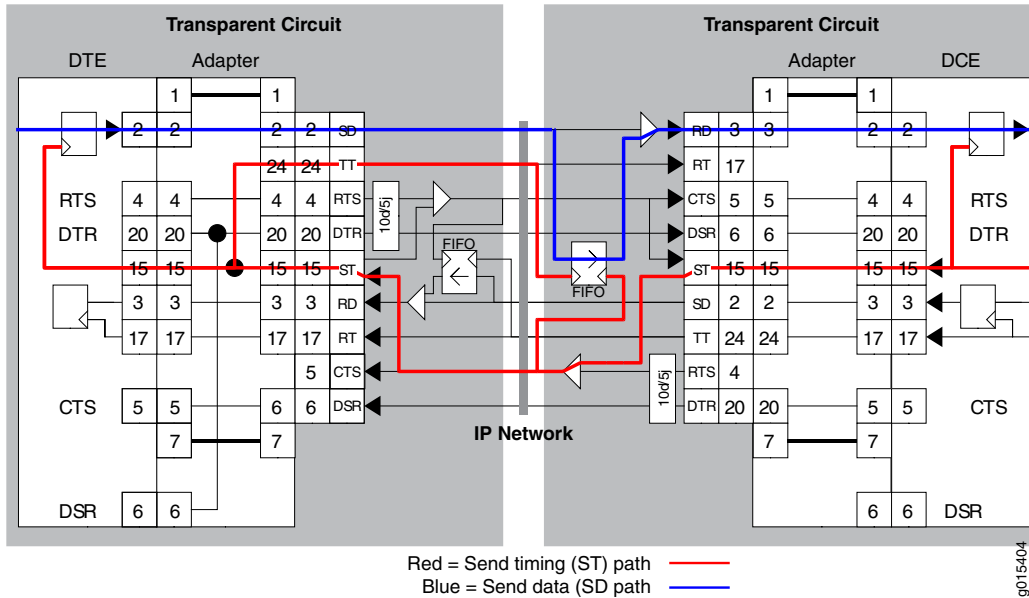 Transparent Circuit Transparent Circuit
DTE Adapter Adapter DCE
1 1 1 1
2 2 2 2 SD RD 3 3 2 2
24 24 TT RT 17
RTS 4 4 4 4 RTS CTS 5 5 4 4 RTS
10d/5j
DTR 20 20 20 20 DTR DSR 6 6 20 20 DTR
FIFO
15 15 15 15 ST ST 15 15 15 15
FIFO
3 3 3 3 RD SD 2 2 3 3
17 17 17 17 RT TT 24 24 17 17
5 CTS RTS 4
10d/5j
CTS 5 5 6 6 DSR DTR 20 20 5 5 CTS
IP Network
7 7 7 7
DSR 6 6 6 6 DSR
Red = Send timing (ST) path
Blue = Send data (SD path
g015404